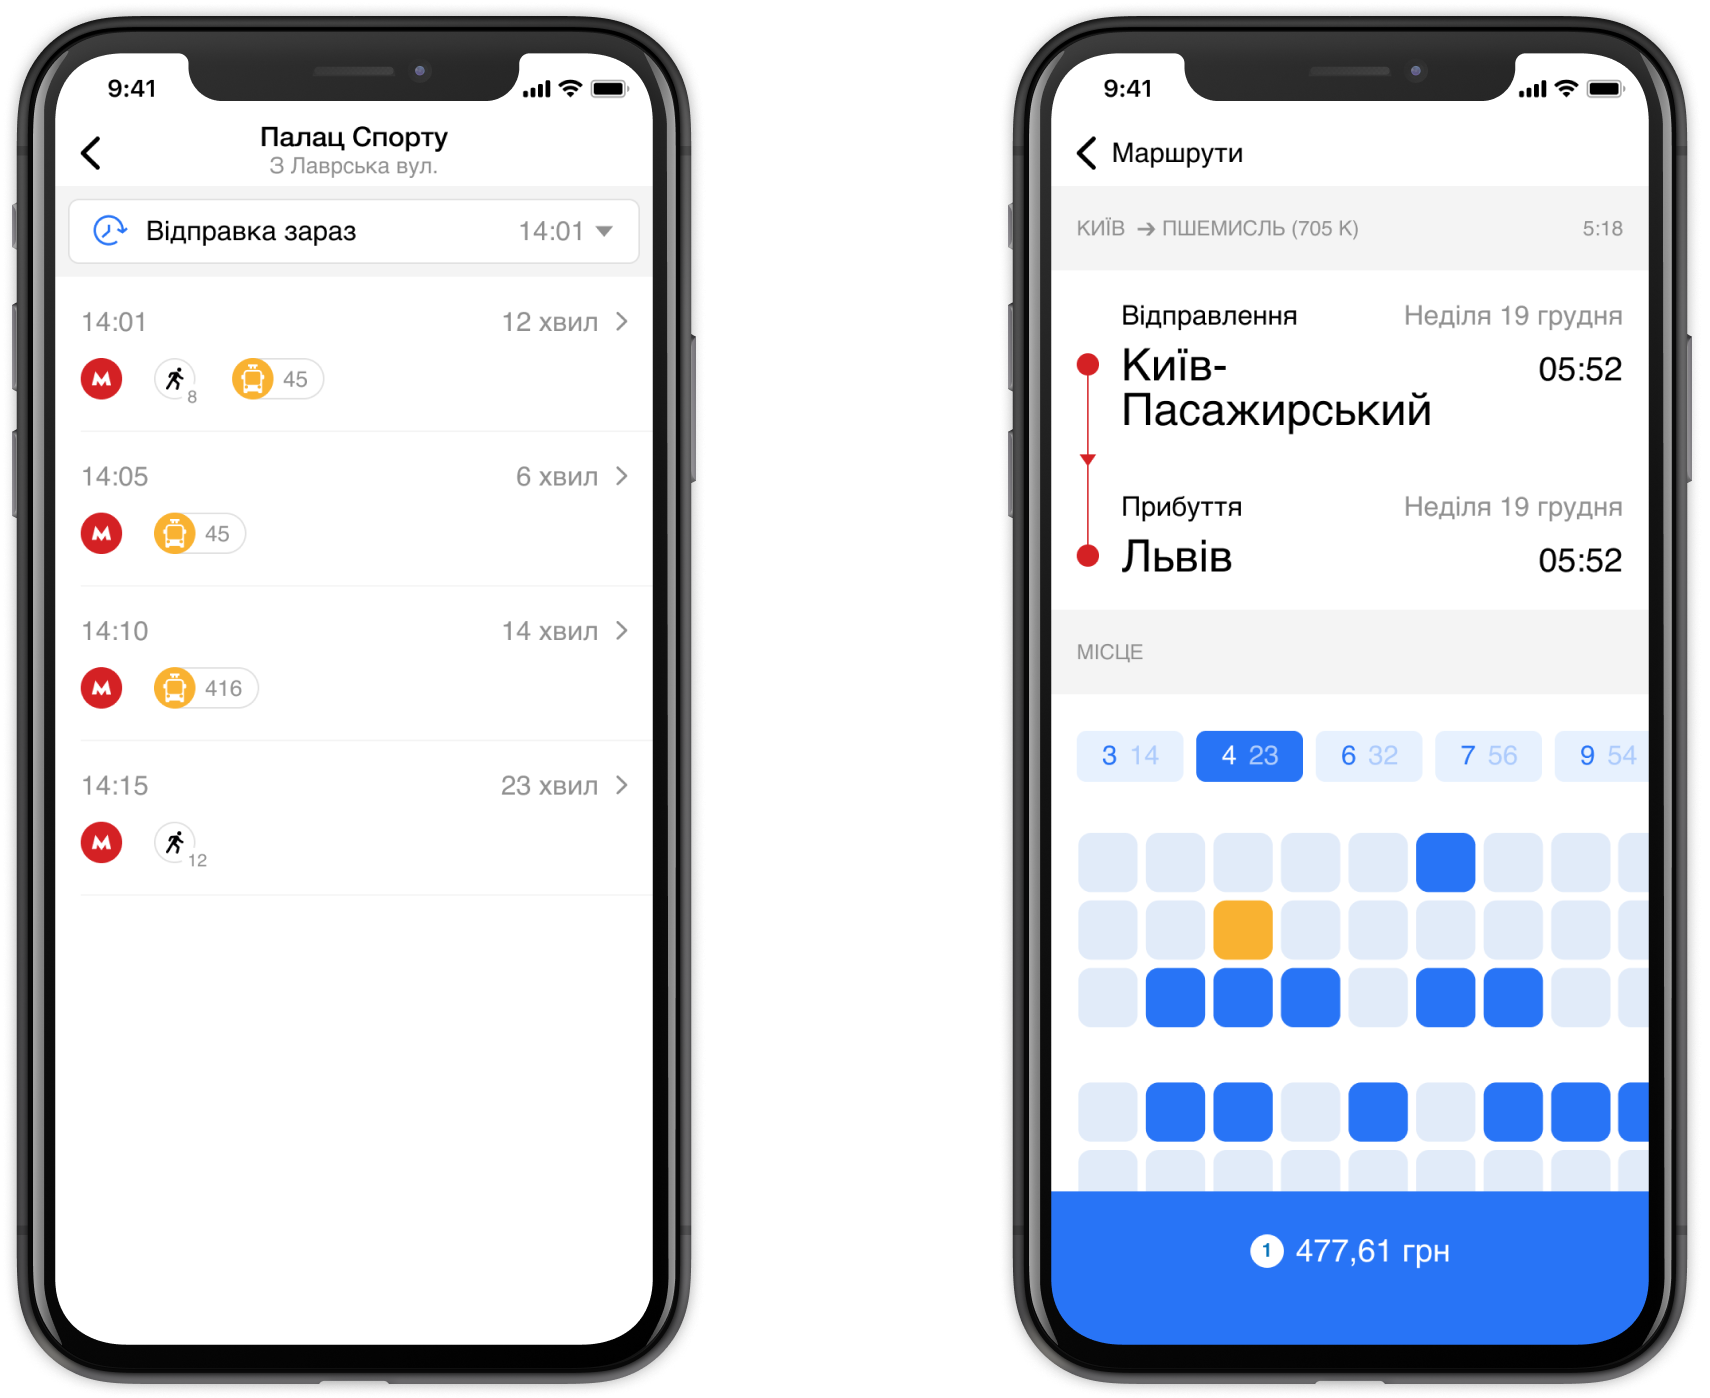 9:41
Палац Спорту
З Лаврська вул.
Відправка зараз 14:01
14:01 12 хвил
8 45
14:05 6 хвил
45
14:10 14 хвил
416
14:15 23 хвил
12
9:41
Маршрути
КИЇВ → ПШЕМИСЛЬ (705 К) 5:18
Відправлення Неділя 19 грудня
Київ- 05:52
Пасажирський
Прибуття Неділя 19 грудня
Львів 05:52
МІСЦЕ
3 14 4 23 6 32 7 56 9 54
1 477,61 грн